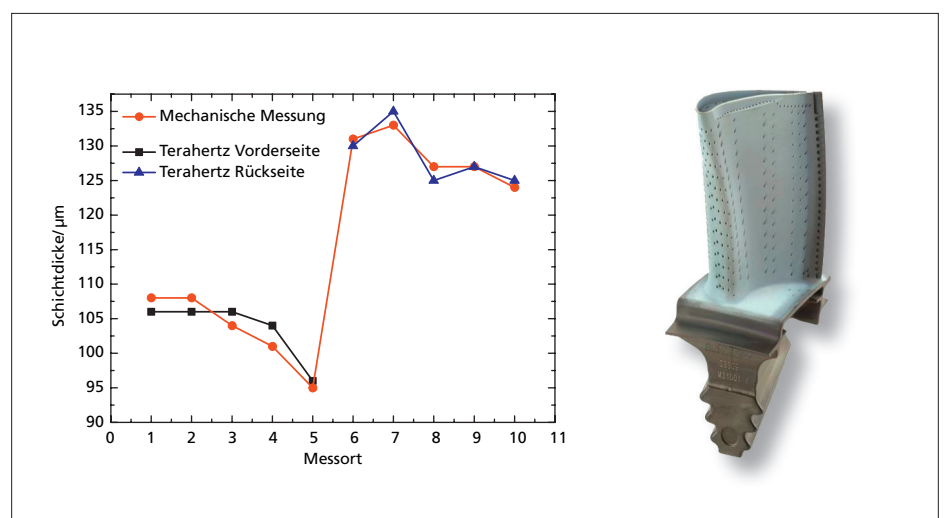 Mechanische Messung
Terahertz Vorderseite
Terahertz Rückseite
Schichtdicke/µm
135
130
125
120
115
110
105
100
95
90
0 1 2 3 4 5 6 7 8 9 10 11
Messort